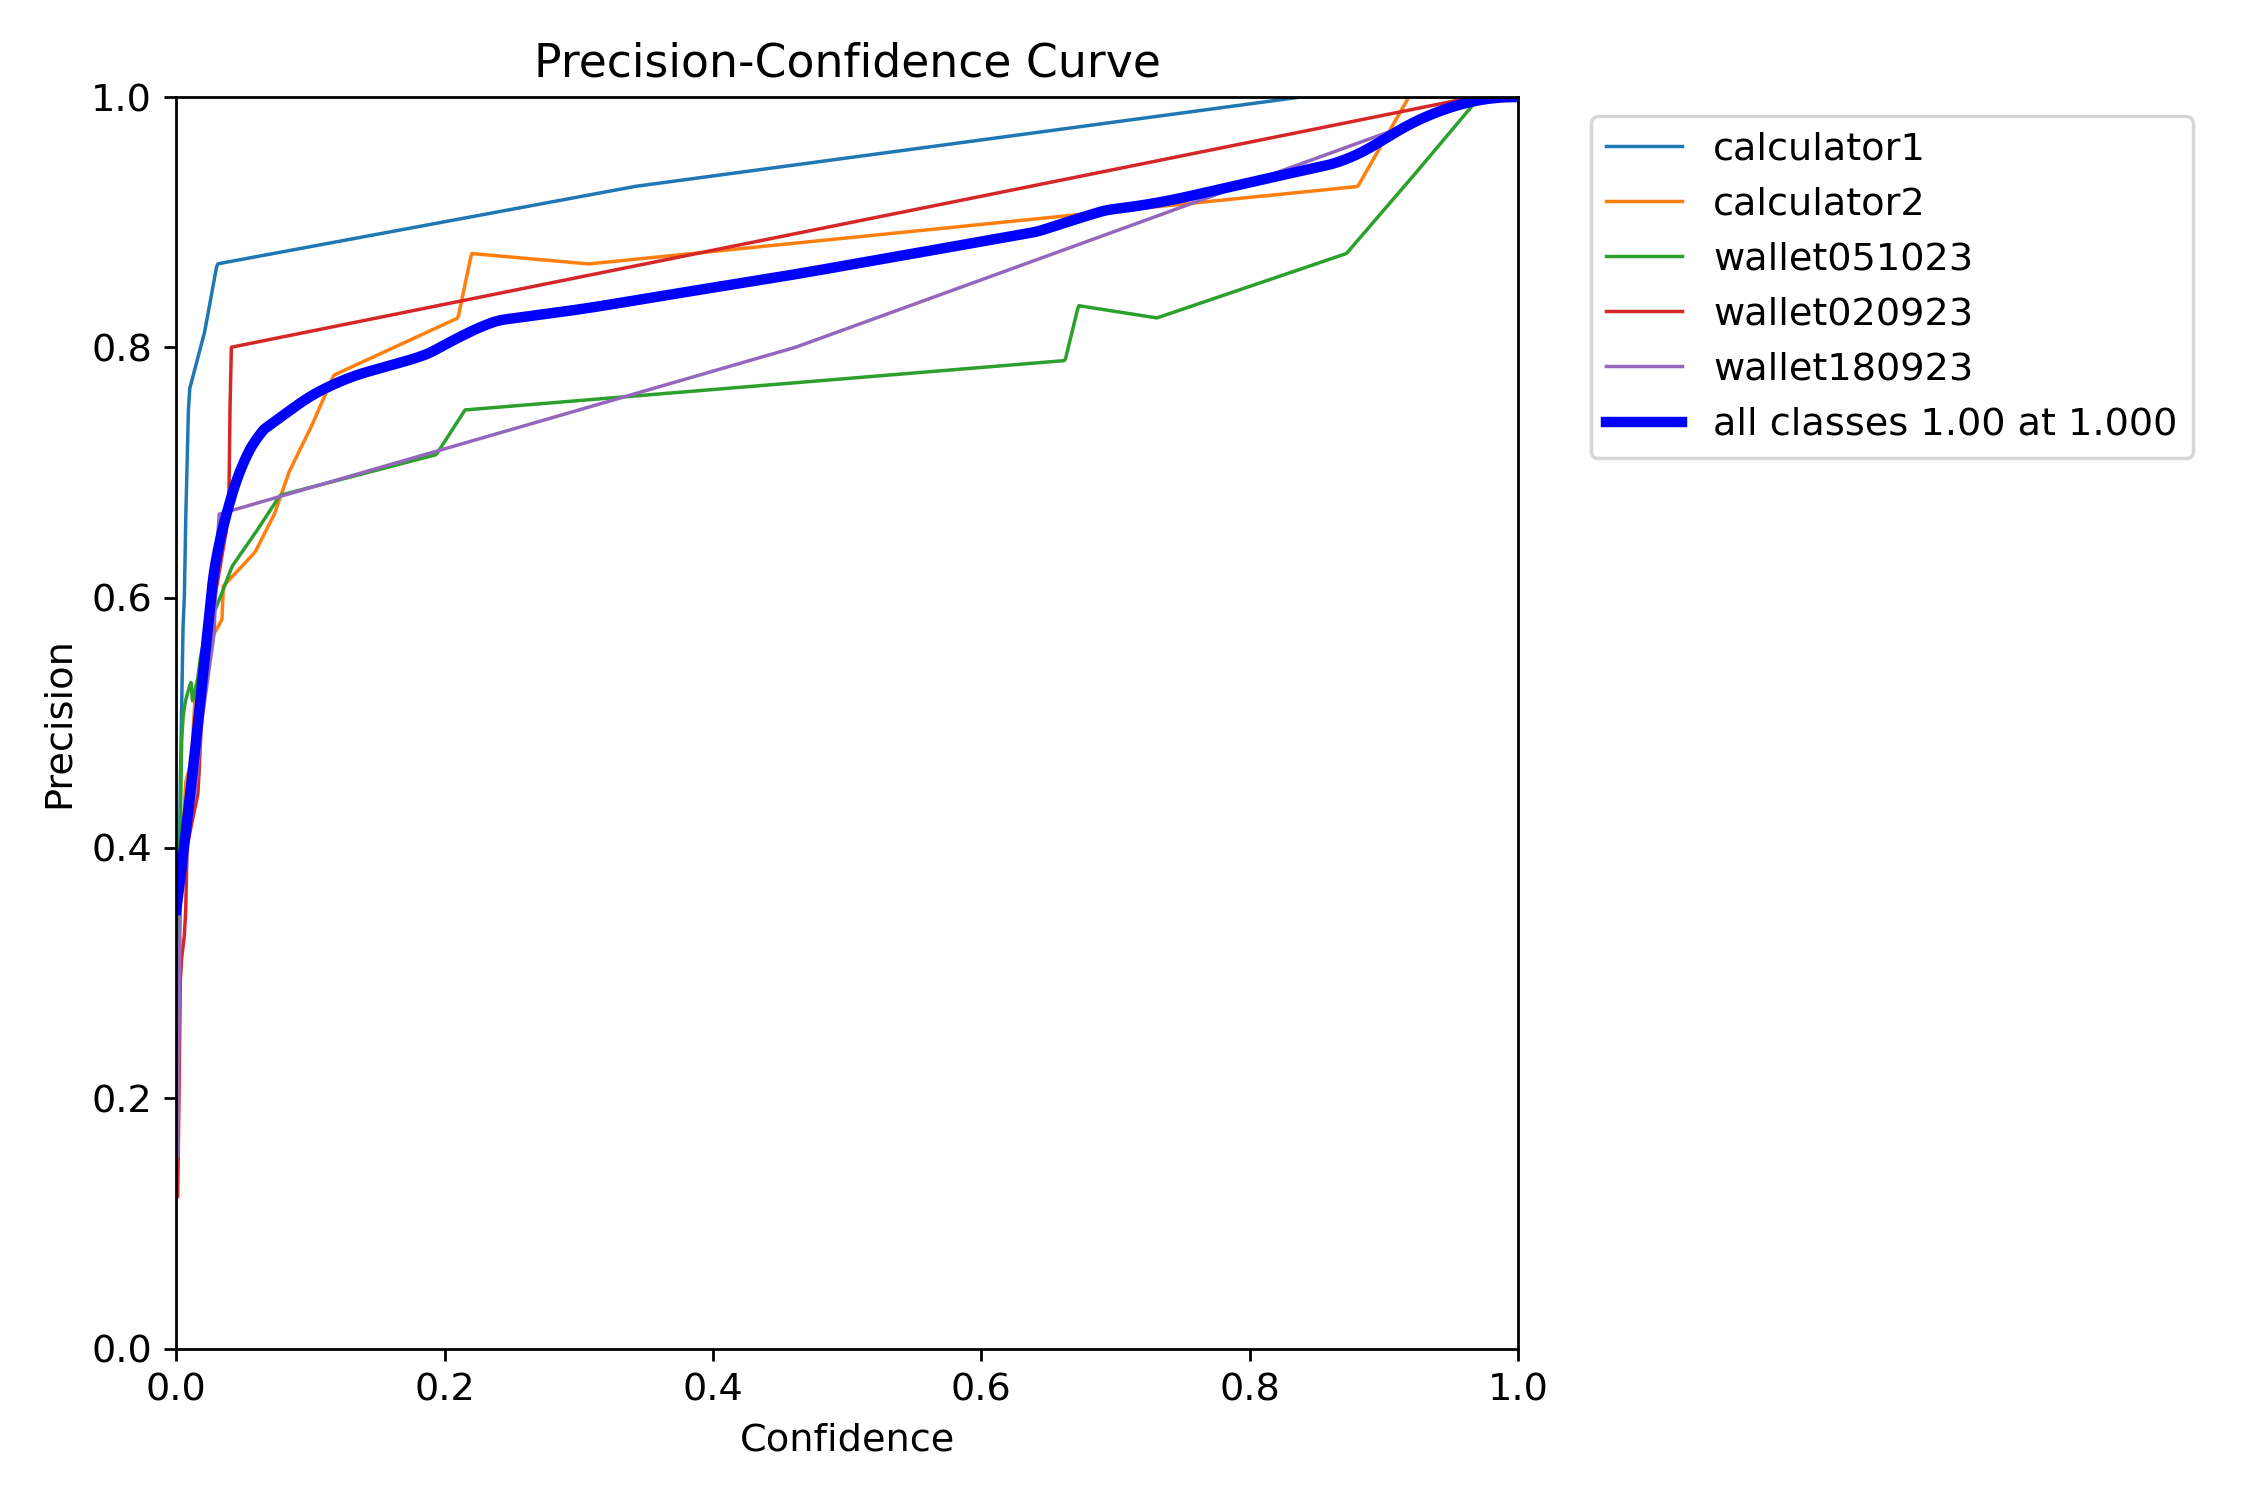 Precision-Confidence Curve
1.0
0.8
0.6
0.4
0.2
0.0
Precision
0.0 0.2 0.4 0.6 0.8 1.0
Confidence
calculator1
calculator2
wallet051023
wallet020923
wallet180923
all classes 1.00 at 1.000